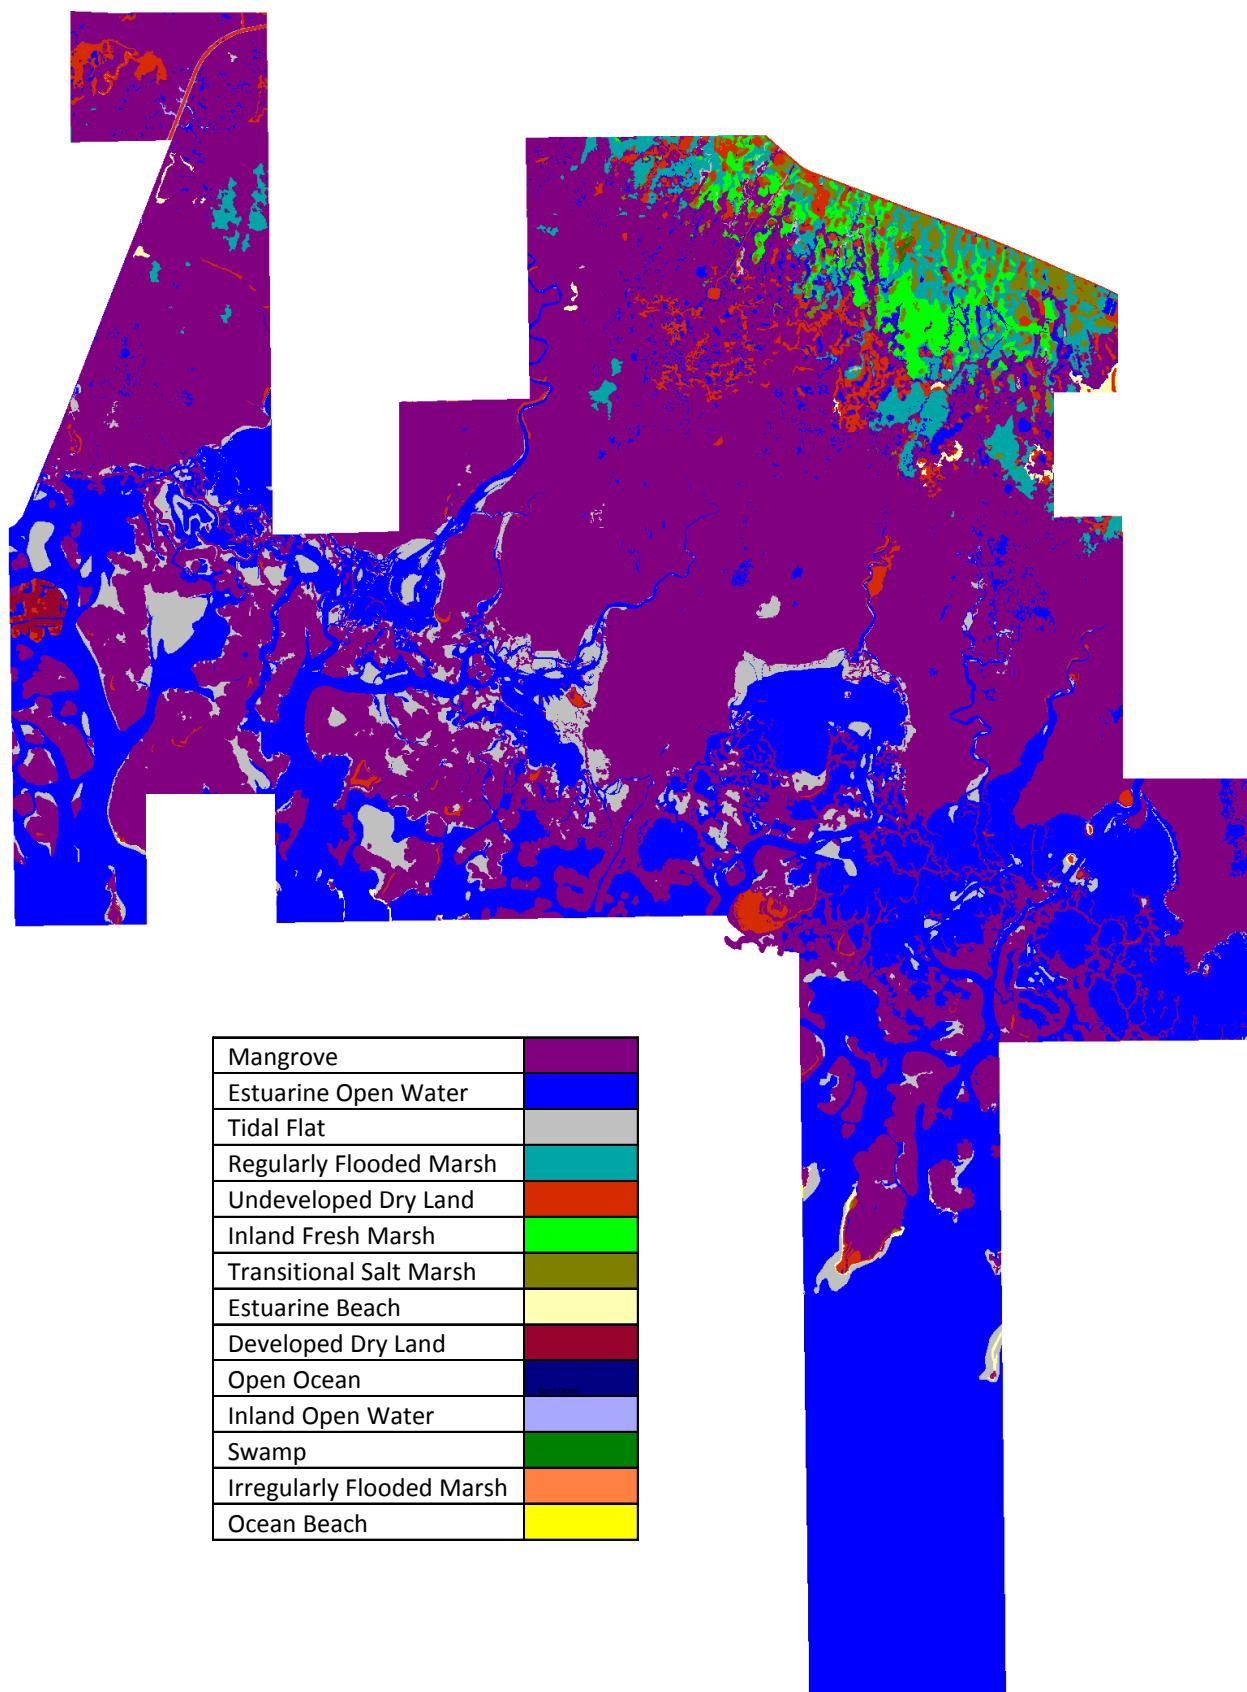 Mangrove
Estuarine Open Water
Tidal Flat
Regularly Flooded Marsh
Undeveloped Dry Land
Inland Fresh Marsh
Transitional Salt Marsh
Estuarine Beach
Developed Dry Land
Open Ocean
Inland Open Water
Swamp
Irregularly Flooded Marsh
Ocean Beach